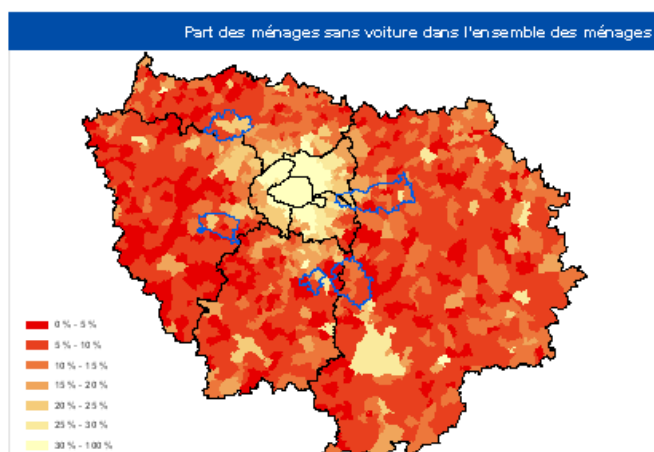 Part des ménages sans voiture dans l'ensemble des ménages
0 % - 5 %
5 % - 10 %
10 % - 15 %
15 % - 20 %
20 % - 25 %
25 % - 30 %
30 % - 100 %